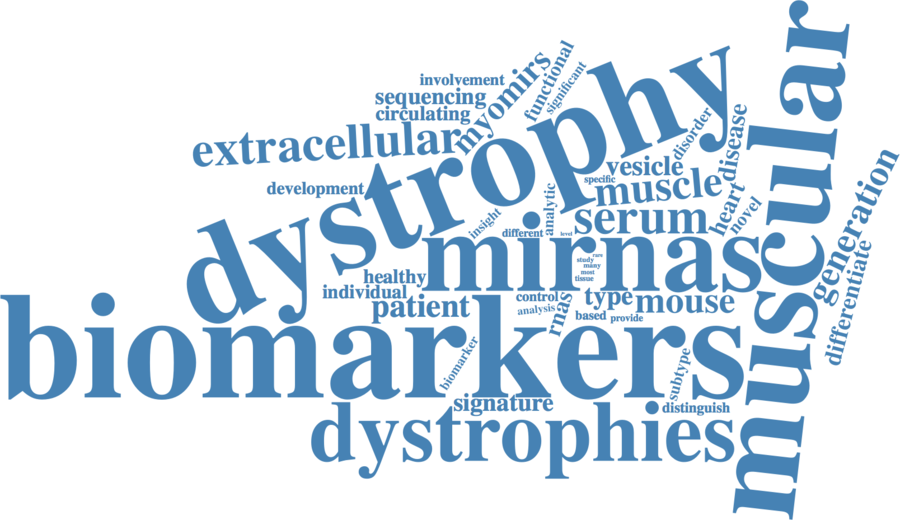 involvement
sequencing
circulating
myomirs
functional
significant
extracellular
dystrophy
muscular
development
insight
different
analytic
specific
vesicle
disorder
disease
muscle
heart
novel
serum
level
mirnas
rare
study
many
most
tissue
generation
differentiate
healthy
individual
patient
control
analysis
rnas
type
mouse
based
provide
biomarkers
biomarker
signature
subtype
distinguish
dystrophies